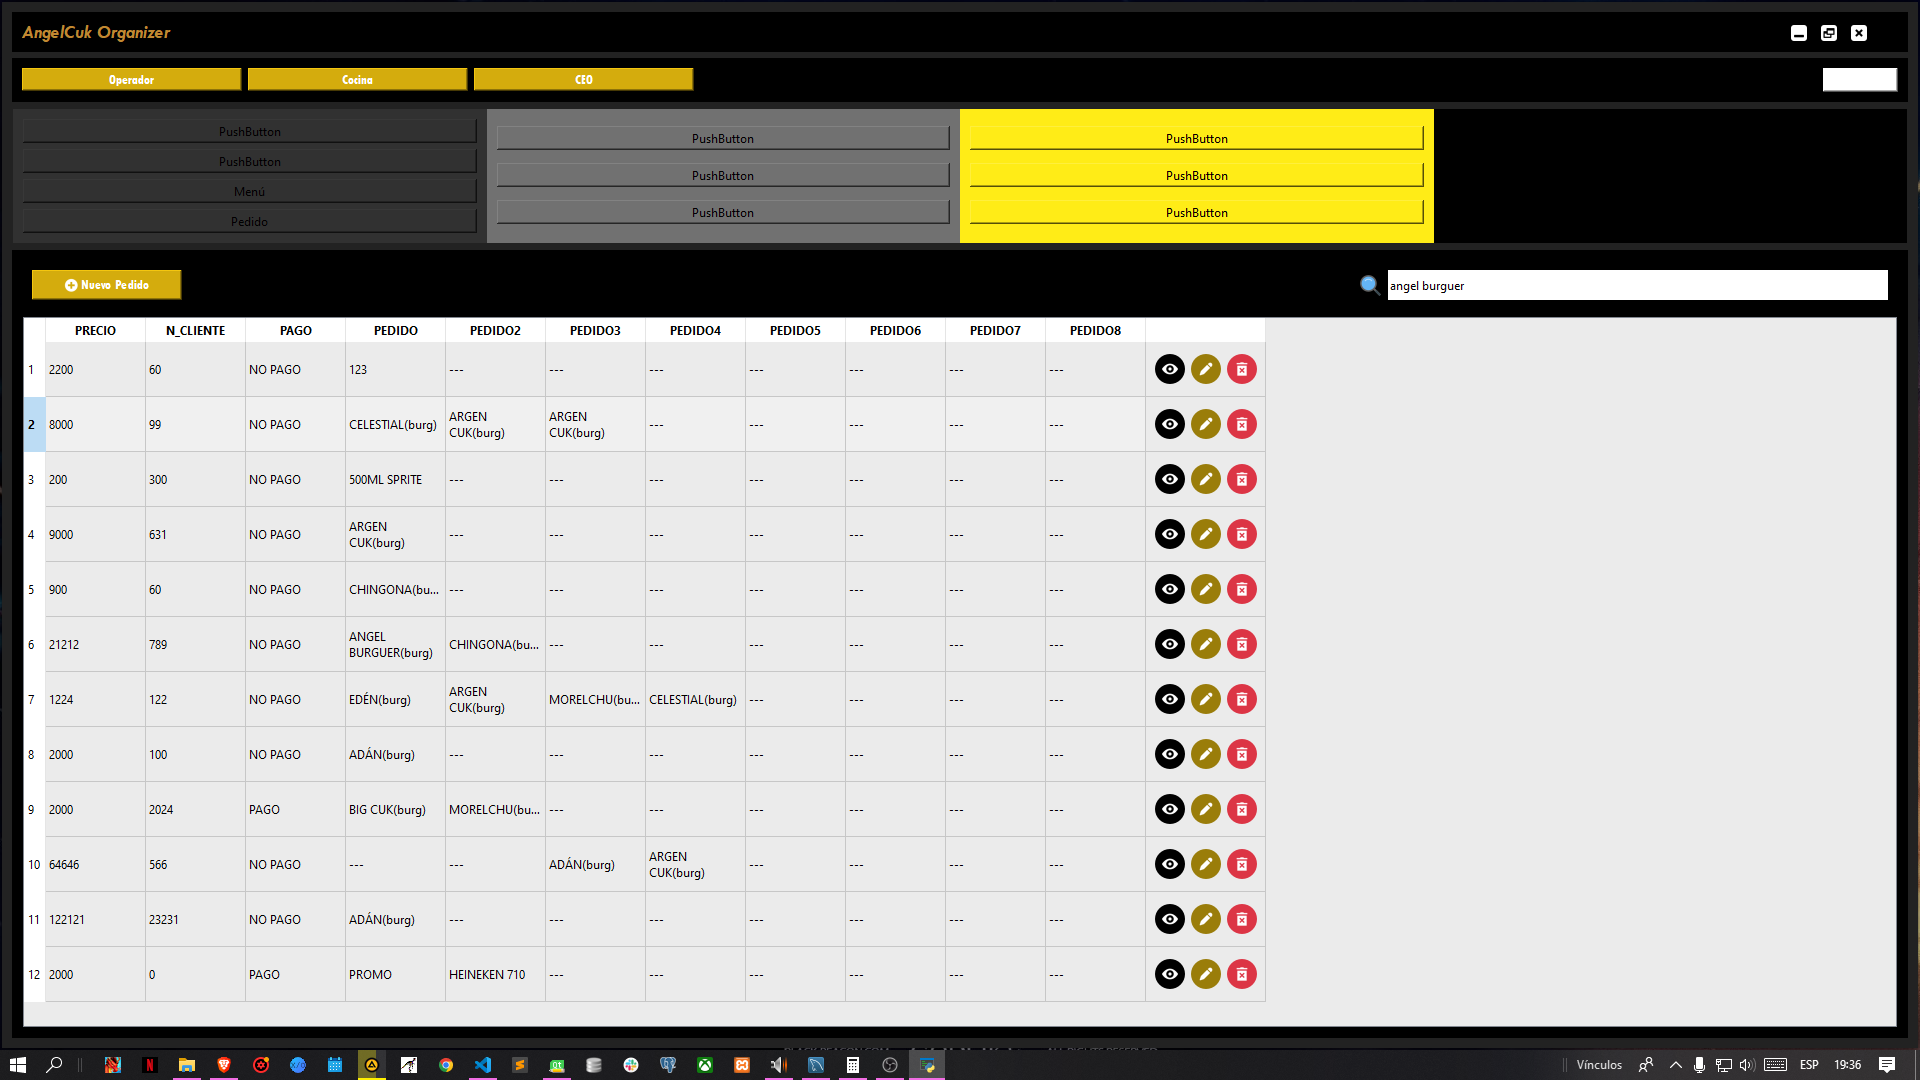 AngelCuk Organizer
Operador Cocina CEO
PushButton
PushButton
Menú
Pedido
PushButton
PushButton
PushButton
PushButton
PushButton
PushButton
Nuevo Pedido
angel burguer
PRECIO N_CLIENTE PAGO PEDIDO PEDIDO2 PEDIDO3 PEDIDO4 PEDIDO5 PEDIDO6 PEDIDO7 PEDIDO8
1 2200 60 NO PAGO 123 --- --- --- --- --- --- ---
2 8000 99 NO PAGO CELESTIAL(burg) ARGEN CUK(burg) ARGEN CUK(burg) --- --- --- --- ---
3 200 300 NO PAGO 500ML SPRITE --- --- --- --- --- --- ---
4 9000 631 NO PAGO ARGEN CUK(burg) --- --- --- --- --- --- ---
5 900 60 NO PAGO CHINGONA(bu... --- --- --- --- --- --- ---
6 21212 789 NO PAGO ANGEL BURGUER(burg) CHINGONA(bu... --- --- --- --- --- ---
7 1224 122 NO PAGO EDÉN(burg) ARGEN CUK(burg) MORELCHU(bu... CELESTIAL(burg) --- --- --- ---
8 2000 100 NO PAGO ADÁN(burg) --- --- --- --- --- --- ---
9 2000 2024 PAGO BIG CUK(burg) MORELCHU(bu... --- --- --- --- --- ---
10 64646 566 NO PAGO --- --- ADÁN(burg) ARGEN CUK(burg) --- --- --- ---
11 122121 23231 NO PAGO ADÁN(burg) --- --- --- --- --- --- ---
12 2000 0 PAGO PROMO HEINEKEN 710 --- --- --- --- --- ---
Vínculos ESP 19:36